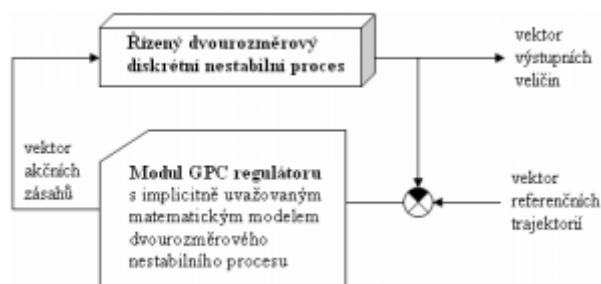 Řízený dvourozměrový
diskrétní nestabilní proces
vektor
výstupních
veličin
vektor
akčních
zásahů
Modul GPC regulátoru
s implicitně uvažovaným
matematickým modelem
dvourozměrového
nestabilního procesu
vektor
referenčních
trajektorií